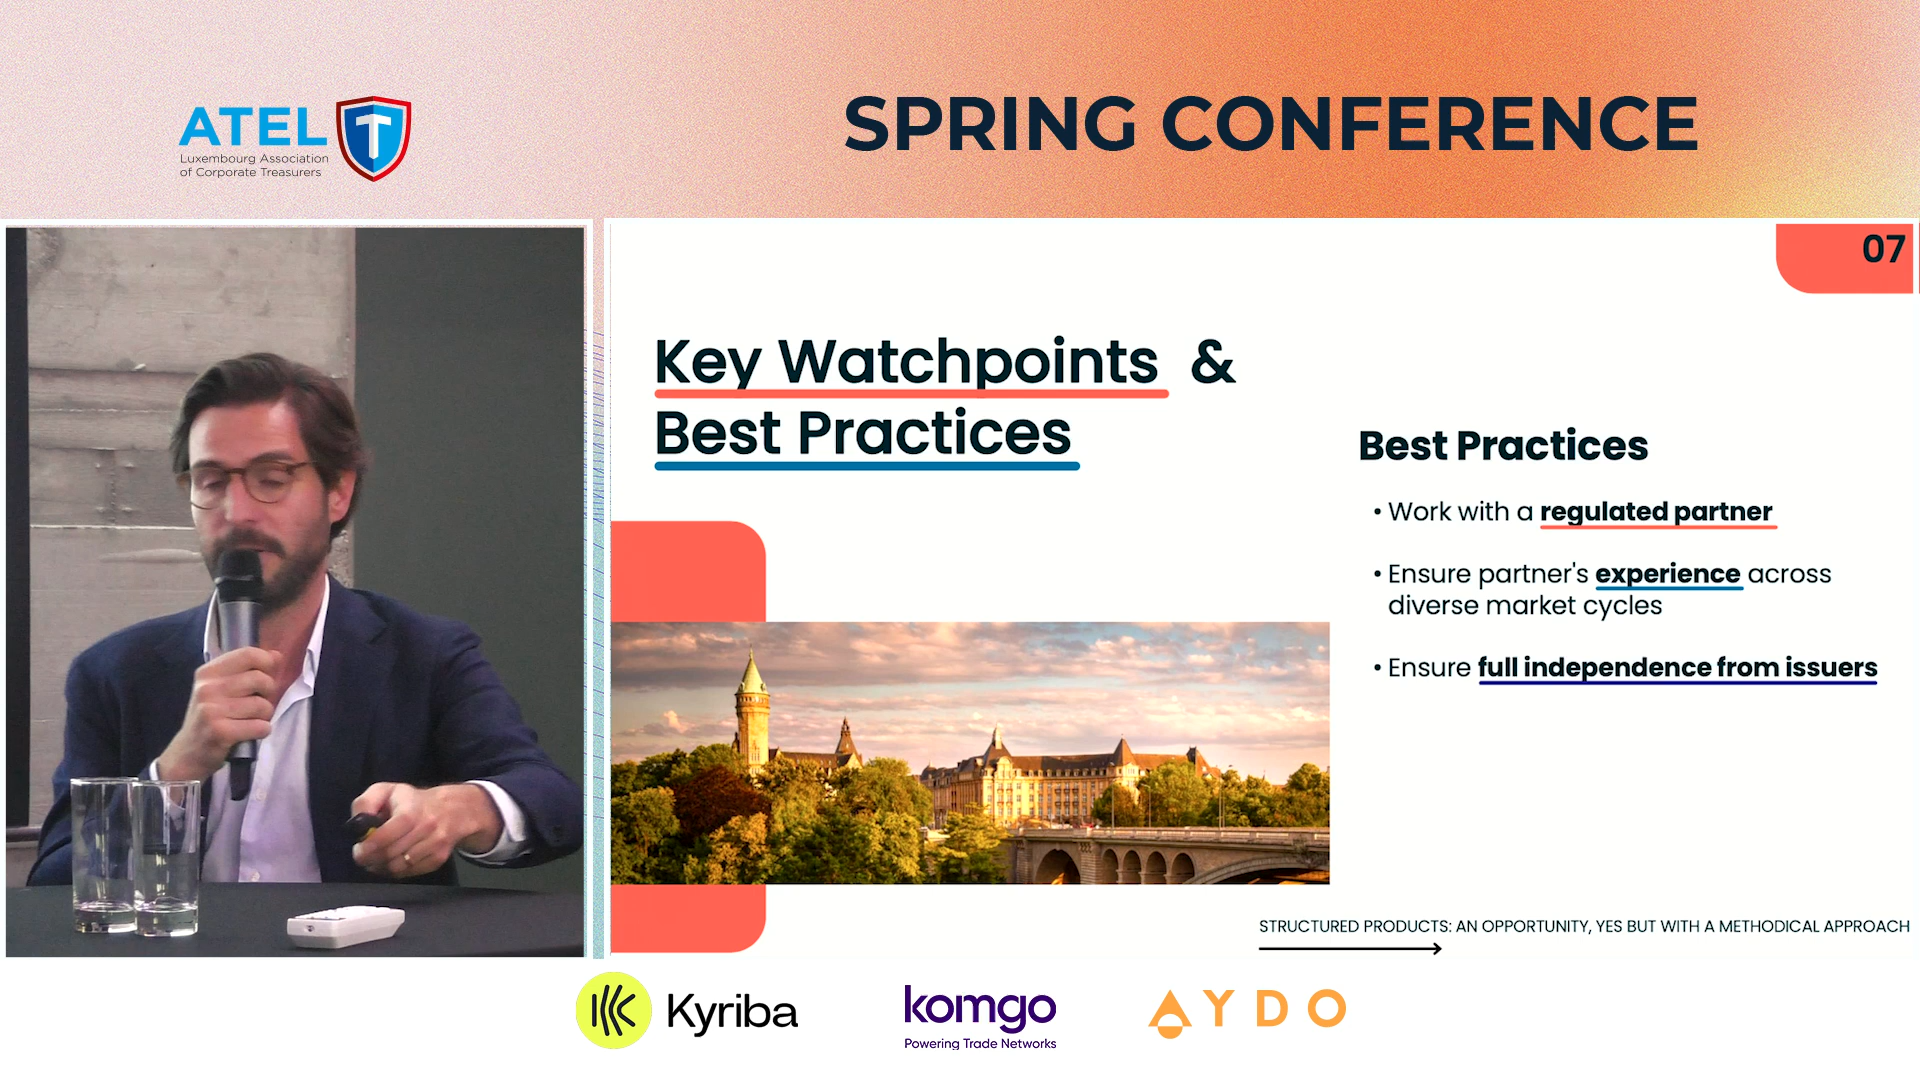 ATEL
Luxembourg Association
of Corporate Treasurers
T
SPRING CONFERENCE
07
Key Watchpoints &
Best Practices
Best Practices
• Work with a regulated partner
• Ensure partner's experience across
diverse market cycles
• Ensure full independence from issuers
STRUCTURED PRODUCTS: AN OPPORTUNITY, YES BUT WITH A METHODICAL APPROACH
Kyriba
komgo
Powering Trade Networks
AYDO